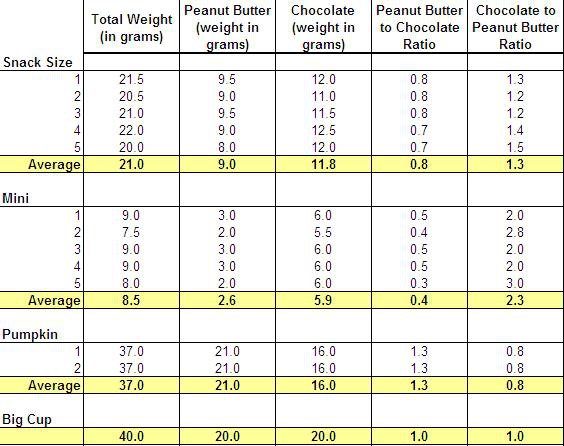 Total Weight (in grams) Peanut Butter (weight in grams) Chocolate (weight in grams) Peanut Butter to Chocolate Ratio Chocolate to Peanut Butter Ratio
Snack Size
1 21.5 9.5 12.0 0.8 1.3
2 20.5 9.0 11.0 0.8 1.2
3 21.0 9.5 11.5 0.8 1.2
4 22.0 9.0 12.5 0.7 1.4
5 20.0 8.0 12.0 0.7 1.5
Average 21.0 9.0 11.8 0.8 1.3
Mini
1 9.0 3.0 6.0 0.5 2.0
2 7.5 2.0 5.5 0.4 2.8
3 9.0 3.0 6.0 0.5 2.0
4 9.0 3.0 6.0 0.5 2.0
5 8.0 2.0 6.0 0.3 3.0
Average 8.5 2.6 5.9 0.4 2.3
Pumpkin
1 37.0 21.0 16.0 1.3 0.8
2 37.0 21.0 16.0 1.3 0.8
Average 37.0 21.0 16.0 1.3 0.8
Big Cup
40.0 20.0 20.0 1.0 1.0